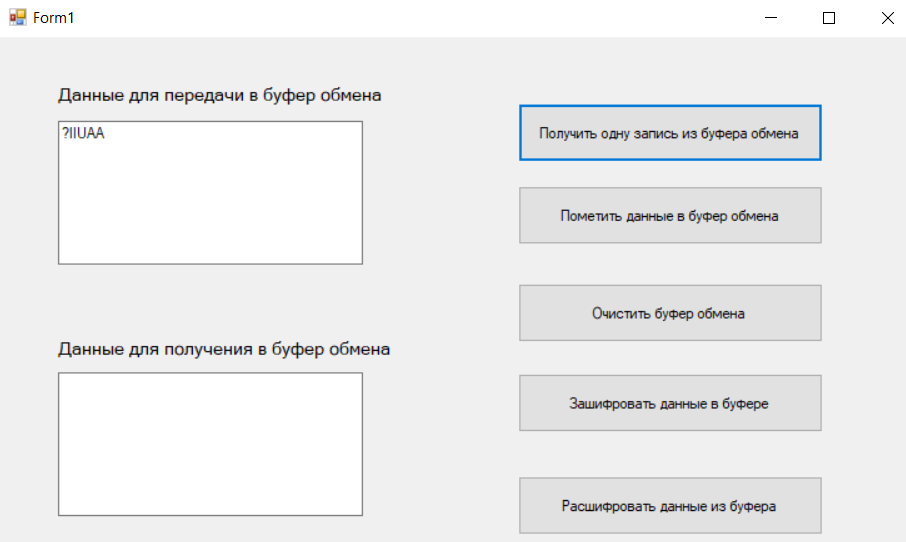 Form1
Данные для передачи в буфер обмена
?IIUAA
Получить одну запись из буфера обмена
Пометить данные в буфер обмена
Очистить буфер обмена
Данные для получения в буфер обмена
Зашифровать данные в буфере
Расшифровать данные из буфера